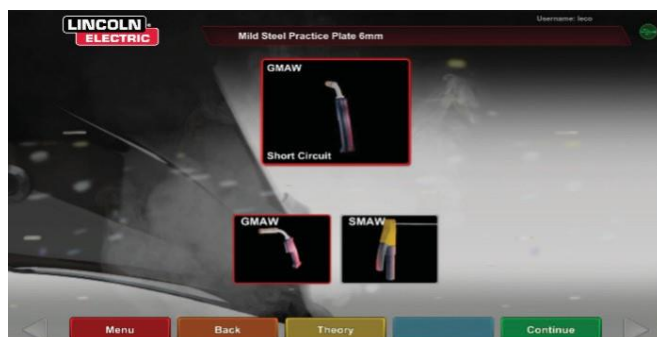 Username: leco
LINCOLN
ELECTRIC
Mild Steel Practice Plate 6mm
GMAW
Short Circuit
GMAW
SMAW
Menu
Back
Theory
Continue